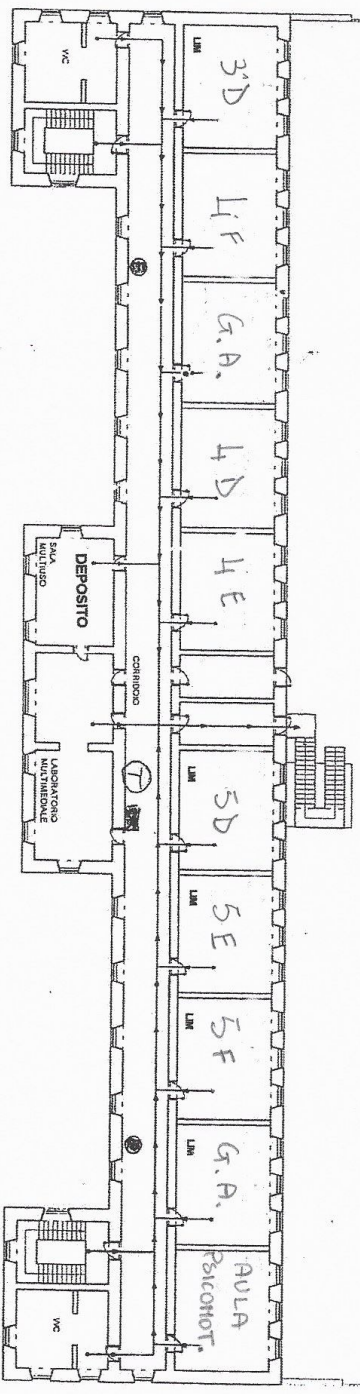 WC
LIM
3°D
4F
G.A.
4D
4E
SALA
MULTIUSO
DEPOSITO
CORRIDOIO
LABORATORIO
MULTIMEDIALE
T
LIM
5D
5E
LIM
5F
LIM
G.A.
LIM
AULA
PSICOMOT
WC